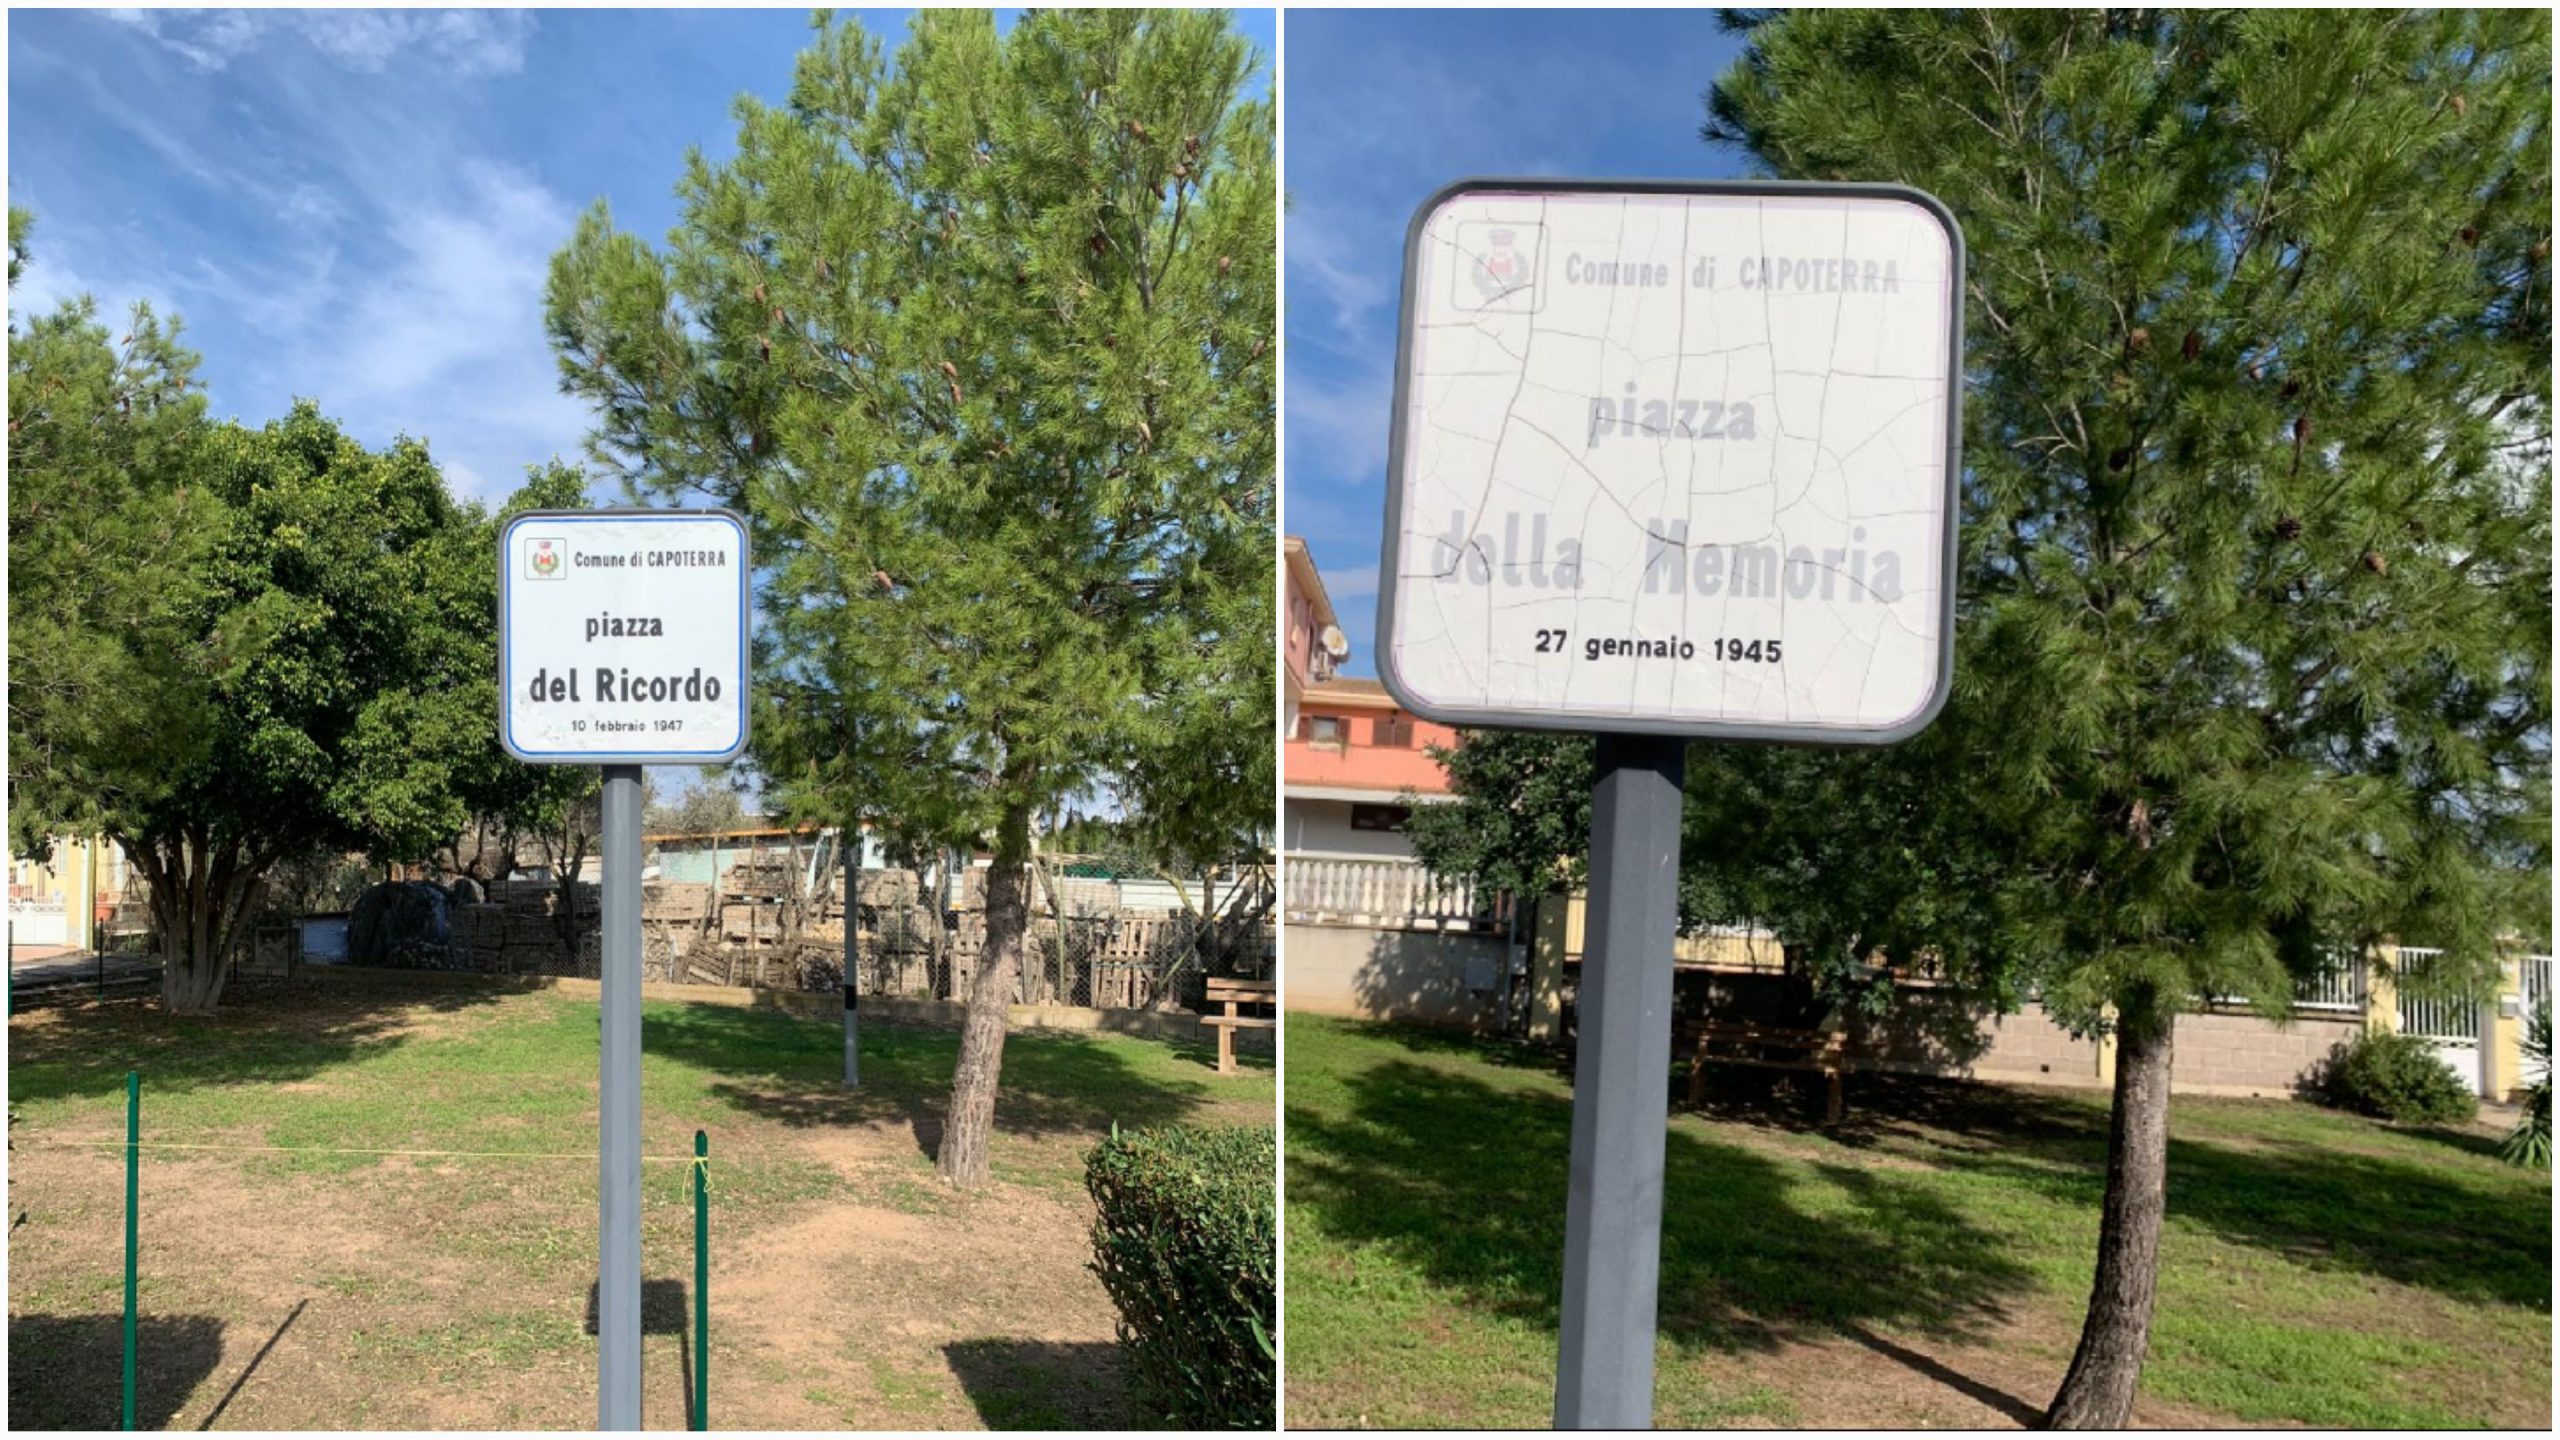 Comune di CAPOTERRA
piazza
del Ricordo
10 febbraio 1947
Comune di CAPOTERRA
piazza
della Memoria
27 gennaio 1945